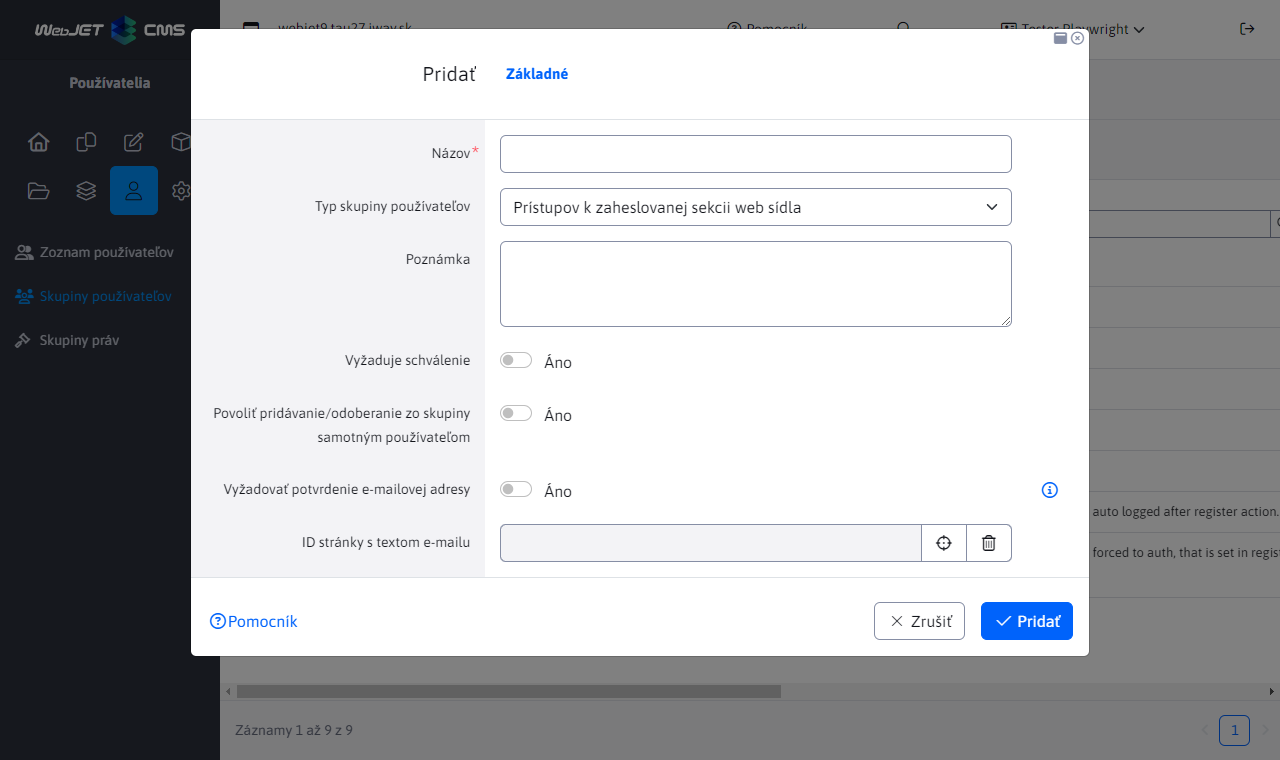 WebJET CMS
webjet9.tau27.iway.sk
Pomocník
Tester Playwright
Používatelia
Zoznam používateľov
Skupiny používateľov
Skupiny práv
Pridať
Základné
Názov*
Typ skupiny používateľov
Prístupov k zaheslovanej sekcii web sídla
Poznámka
Vyžaduje schválenie
Áno
Povoliť pridávanie/odoberanie zo skupiny
samotným používateľom
Áno
Vyžadovať potvrdenie e-mailovej adresy
Áno
ID stránky s textom e-mailu
auto logged after register action.
forced to auth, that is set in regis
Pomocník
Zrušiť
Pridať
Záznamy 1 až 9 z 9
1